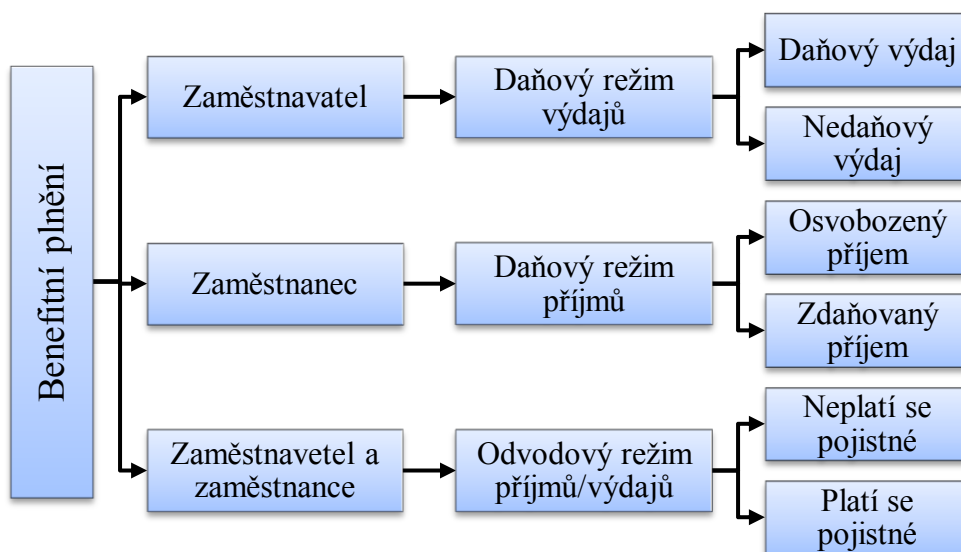 Benefitní plnění
Zaměstnavatel
Daňový režim
výdajů
Daňový výdaj
Nedaňový
výdaj
Zaměstnanec
Daňový režim
příjmů
Osvobozený
příjem
Zdaňovaný
příjem
Zaměstnavetel a
zaměstnance
Odvodový režim
příjmů/výdajů
Neplatí se
pojistné
Platí se
pojistné